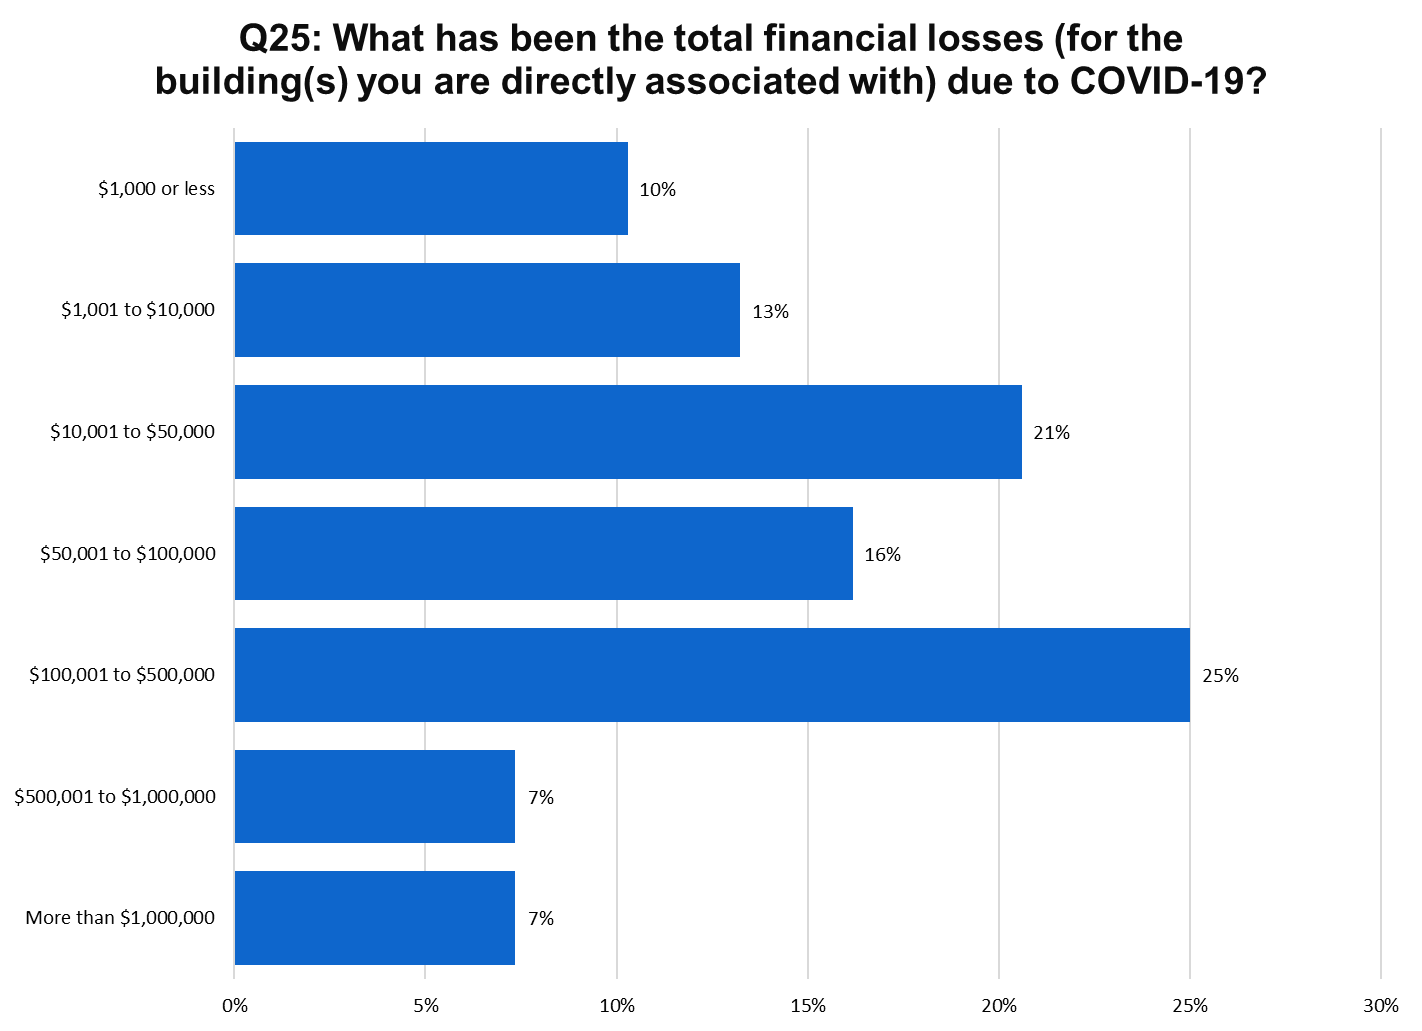 Q25: What has been the total financial losses (for the
building(s) you are directly associated with) due to COVID-19?
$1,000 or less
10%
$1,001 to $10,000
13%
$10,001 to $50,000
21%
$50,001 to $100,000
16%
$100,001 to $500,000
25%
$500,001 to $1,000,000
7%
More than $1,000,000
7%
0%
5%
10%
15%
20%
25%
30%